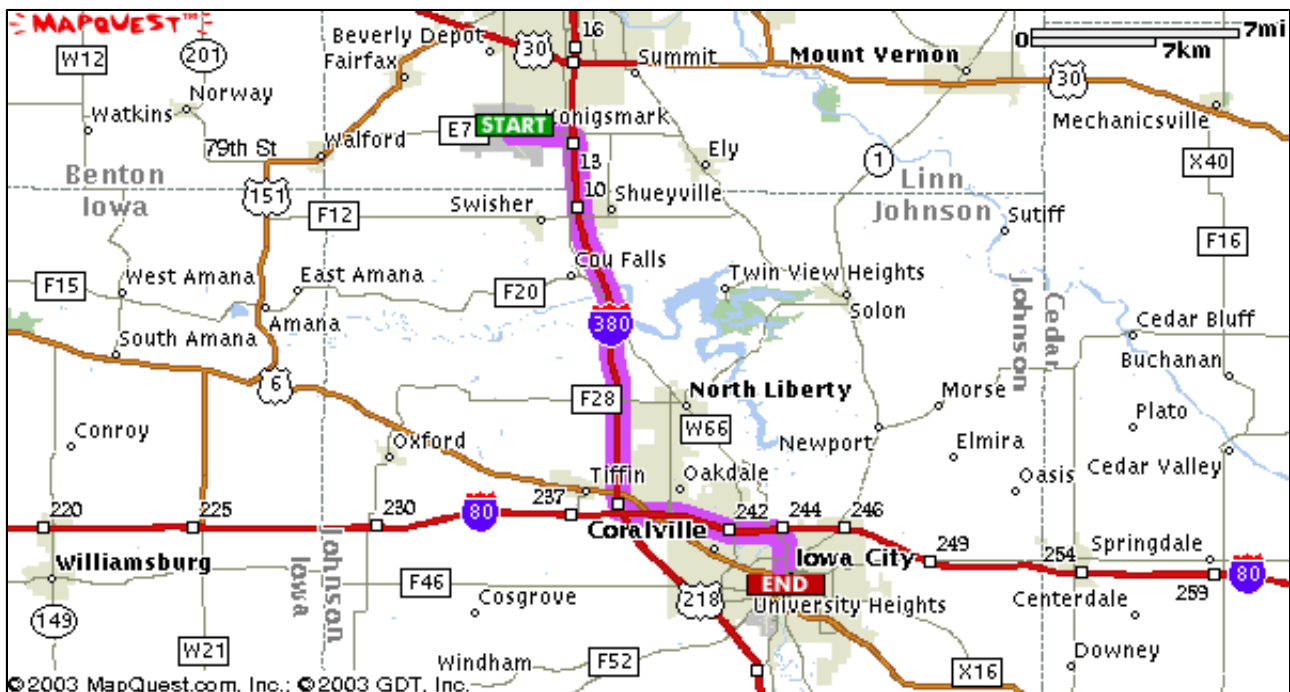 MAPQUEST™
W12
201
Beverly Depot
Fairfax
30
16
Summit
Mount Vernon
0
7mi
7km
30
Norway
Watkins
E7
START
Konigsmark
Mechanicsville
79th St
Walford
13
Ely
1
X40
Benton
Iowa
151
10
Linn
Johnson
F12
Swisher
Shueyville
Sutiff
F16
F15
West Amana
East Amana
Cou Falls
F20
Twin View Heights
Solon
Johnson
Cedar
Amana
380
Cedar Bluff
South Amana
Buchanan
6
F28
North Liberty
Morse
Plato
Conroy
W66
Newport
Oxford
Elmira
Cedar Valley
Tiffin
Oakdale
Oasis
220
225
230
80
237
242
244
246
Coralville
249
254
Springdale
Williamsburg
Johnson
Iowa
Iowa City
80
F46
END
259
Cosgrove
218
University Heights
Centerdale
149
W21
Windham
F52
X16
Downey
©2003 MapQuest.com, Inc.; ©2003 GDT, Inc.